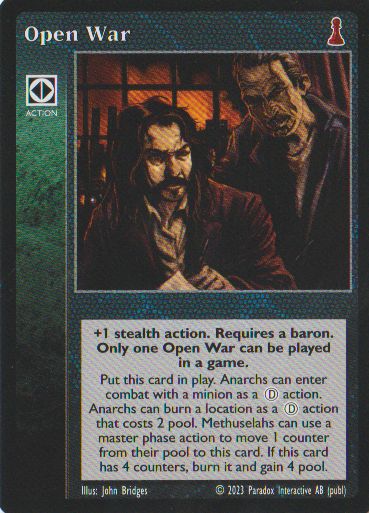 Open War
ACTION
+1 stealth action. Requires a baron.
Only one Open War can be played
in a game.
Put this card in play. Anarchs can enter
combat with a minion as a Ⓓ action.
Anarchs can burn a location as a Ⓓ action
that costs 2 pool. Methuselahs can use a
master phase action to move 1 counter
from their pool to this card. If this card
has 4 counters, burn it and gain 4 pool.
Illus: John Bridges © 2023 Paradox Interactive AB (publ)